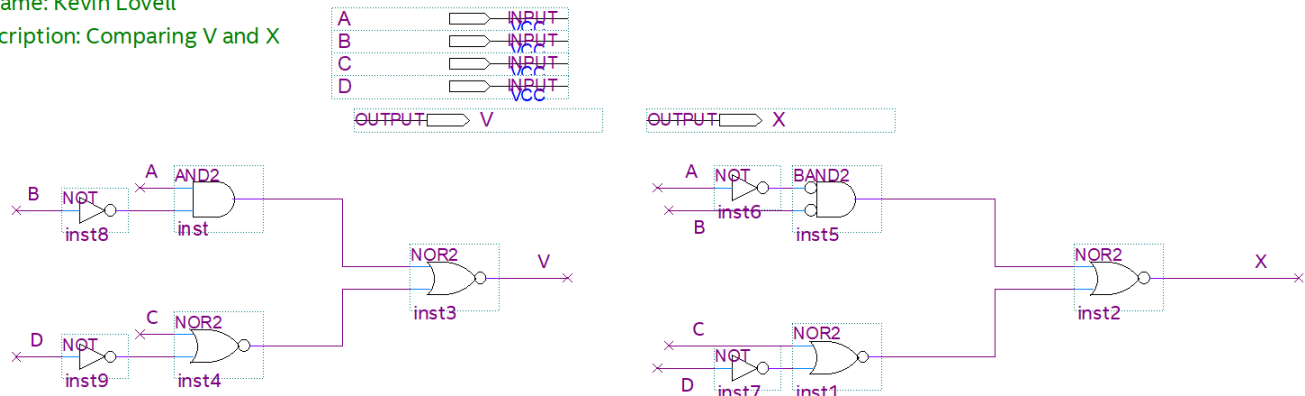 ame: Kevin Lovell
cription: Comparing V and X
A INPUT
VCC
B INPUT
VCC
C INPUT
VCC
D INPUT
VCC
OUTPUT V
OUTPUT X
A AND2
B NOT
inst8 inst
NOR2 V
inst3
C NOR2
D NOT
inst9 inst4
A NOT BAND2
inst6
B inst5
NOR2 X
inst2
C NOR2
NOT
D inst7 inst1